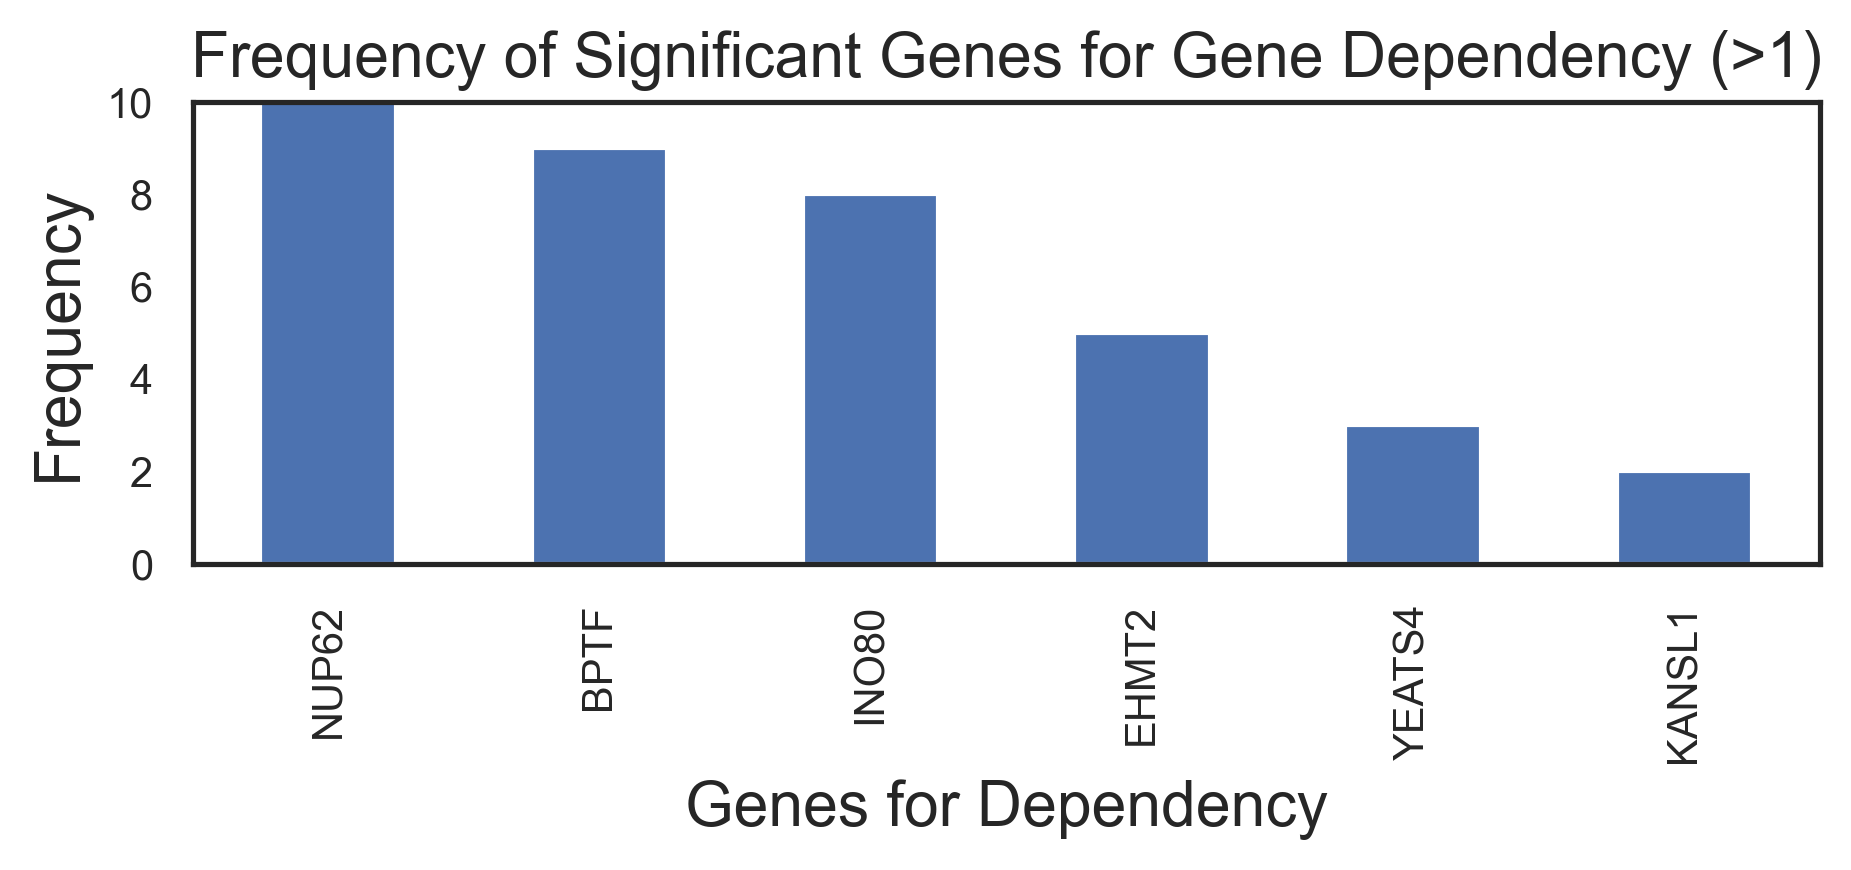 Frequency of Significant Genes for Gene Dependency (>1)
Frequency
10
8
6
4
2
0
NUP62
BPTF
INO80
EHMT2
YEATS4
KANSL1
Genes for Dependency